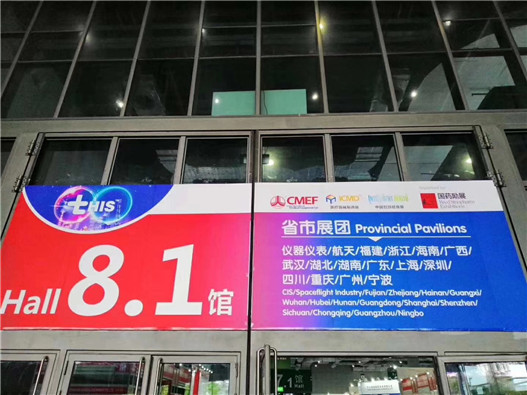 tHIS
Hall 8.1馆
CMEF
ICMD
国药励展
省市展团 Provincial Pavilions
仪器仪表/航天/福建/浙江/海南/广西/
武汉/湖北/湖南/广东/上海/深圳/
四川/重庆/广州/宁波
CIS/Spaceflight Industry/Fujian/Zhejiang/Hainan/Guangxi/
Wuhan/Hubei/Hunan/Guangdong/Shanghai/Shenzhen/
Sichuan/Chongqing/Guangzhou/Ningbo